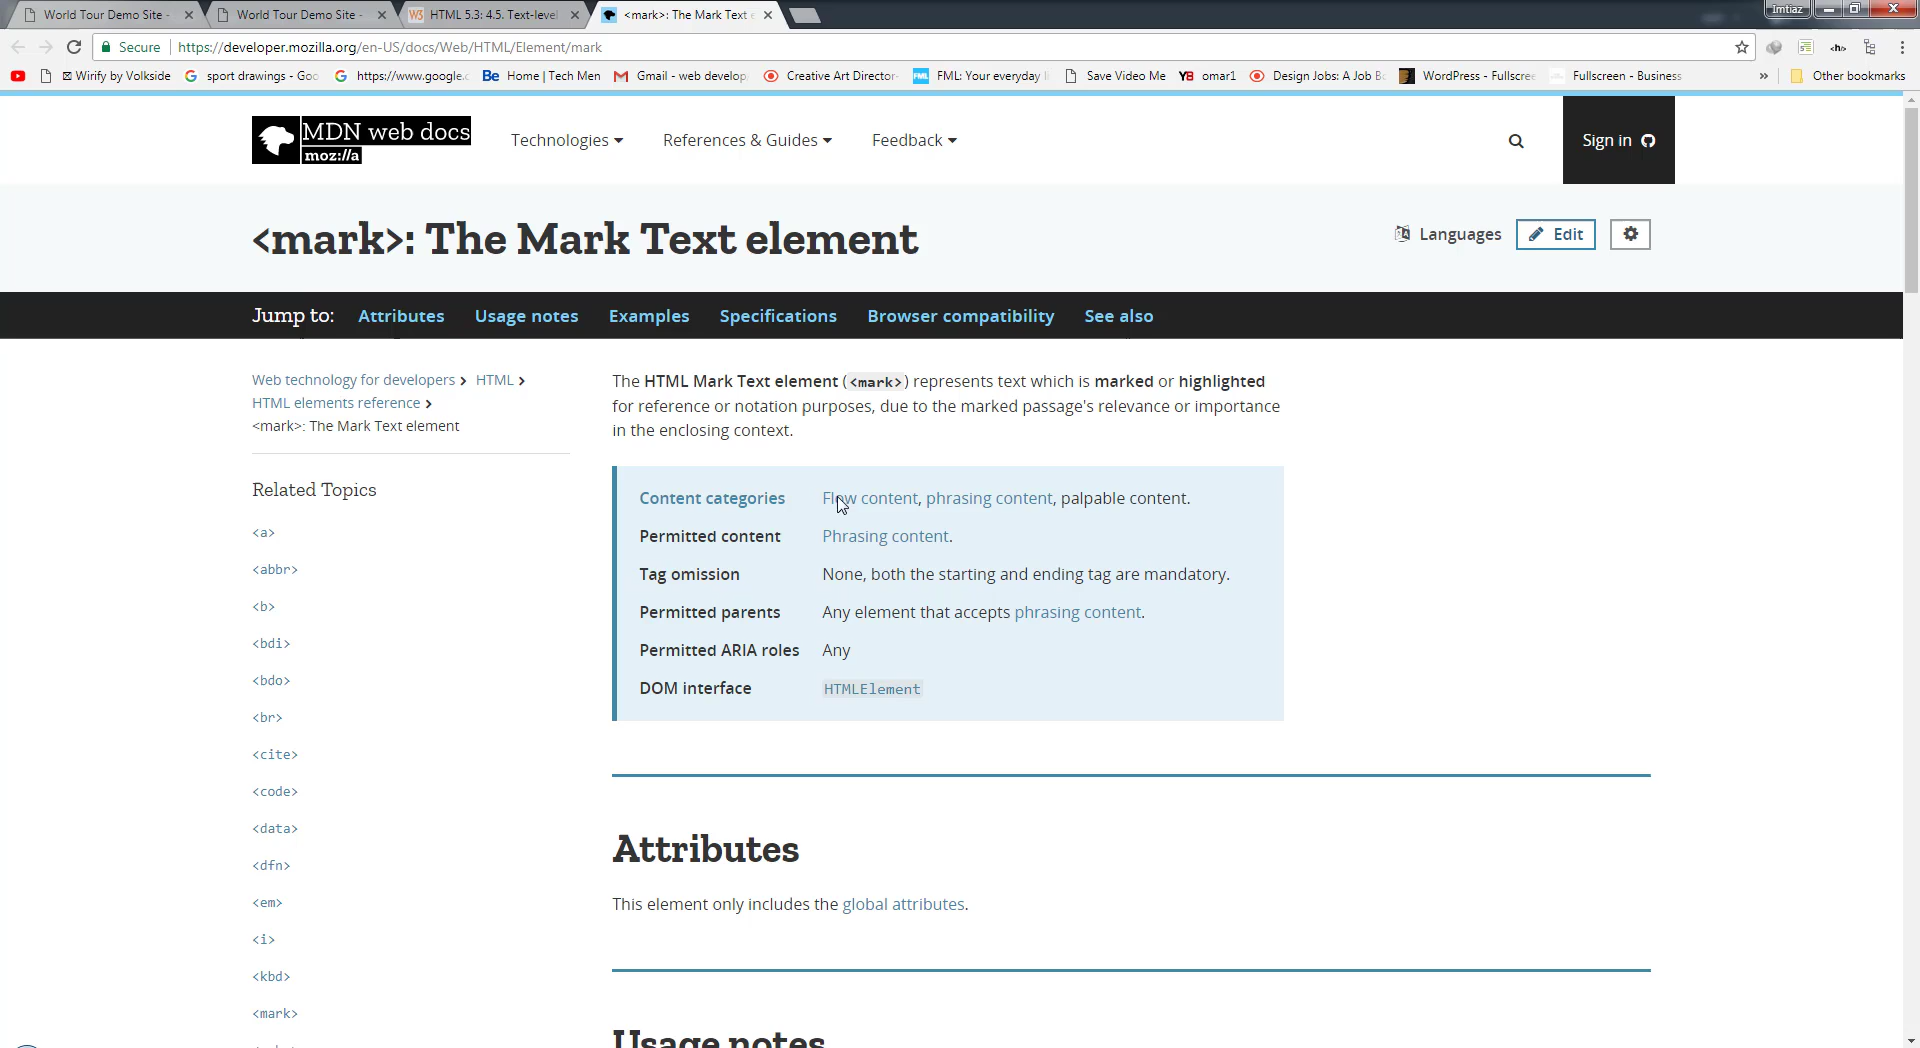 World Tour Demo Site -
World Tour Demo Site -
HTML 5.3: 4.5. Text-level
<mark>: The Mark Text e
Imtiaz
Secure | https://developer.mozilla.org/en-US/docs/Web/HTML/Element/mark
Wirify by Volkside
sport drawings - Goo
https://www.google.c
Home | Tech Men
Gmail - web develop
Creative Art Director
FML: Your everyday l
Save Video Me
omar1
Design Jobs: A Job Bo
WordPress - Fullscree
Fullscreen - Business
» Other bookmarks
MDN web docs
moz://a
Technologies
References & Guides
Feedback
Sign in
<mark>: The Mark Text element
Languages
Edit
Jump to: Attributes Usage notes Examples Specifications Browser compatibility See also
Web technology for developers > HTML >
HTML elements reference >
<mark>: The Mark Text element
The HTML Mark Text element (<mark>) represents text which is marked or highlighted
for reference or notation purposes, due to the marked passage's relevance or importance
in the enclosing context.
Content categories Flow content, phrasing content, palpable content.
Permitted content Phrasing content.
Tag omission None, both the starting and ending tag are mandatory.
Permitted parents Any element that accepts phrasing content.
Permitted ARIA roles Any
DOM interface HTMLElement
Related Topics
<a>
<abbr>
<b>
<bdi>
<bdo>
<br>
<cite>
<code>
<data>
<dfn>
<em>
<i>
<kbd>
<mark>
Attributes
This element only includes the global attributes.
Usage notes